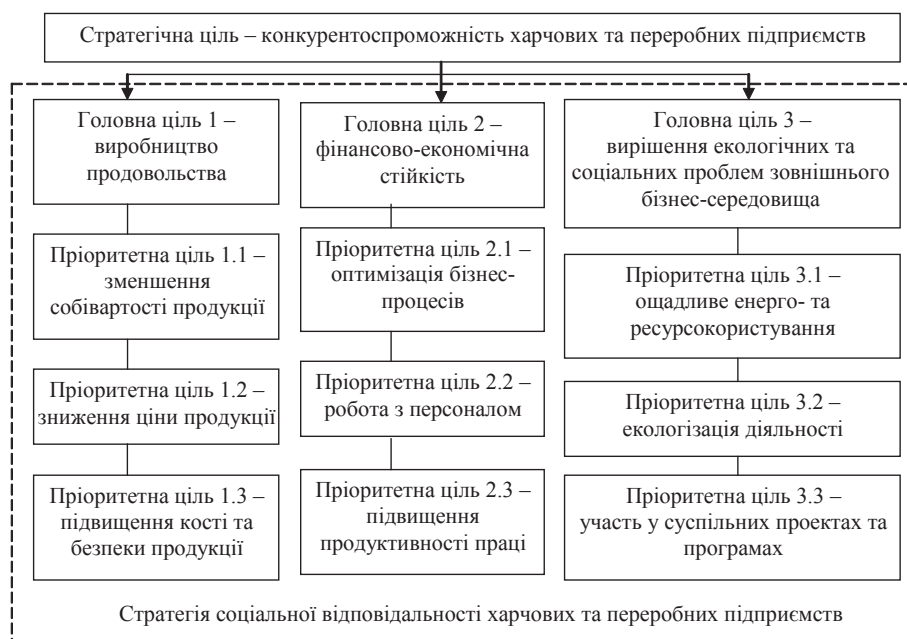 Стратегічна ціль – конкурентоспроможність харчових та переробних підприємств
Головна ціль 1 –
виробництво
продовольства
Головна ціль 2 –
фінансово-економічна
стійкість
Головна ціль 3 –
вирішення екологічних та
соціальних проблем зовнішнього
бізнес-середовища
Пріоритетна ціль 1.1 –
зменшення
собівартості продукції
Пріоритетна ціль 2.1 –
оптимізація бізнес-
процесів
Пріоритетна ціль 3.1 –
ощадливе енерго- та
ресурсокористування
Пріоритетна ціль 1.2 –
зниження ціни продукції
Пріоритетна ціль 2.2 –
робота з персоналом
Пріоритетна ціль 3.2 –
екологізація діяльності
Пріоритетна ціль 1.3 –
підвищення кості та
безпеки продукції
Пріоритетна ціль 2.3 –
підвищення
продуктивності праці
Пріоритетна ціль 3.3 –
участь у суспільних проектах та
програмах
Стратегія соціальної відповідальності харчових та переробних підприємств